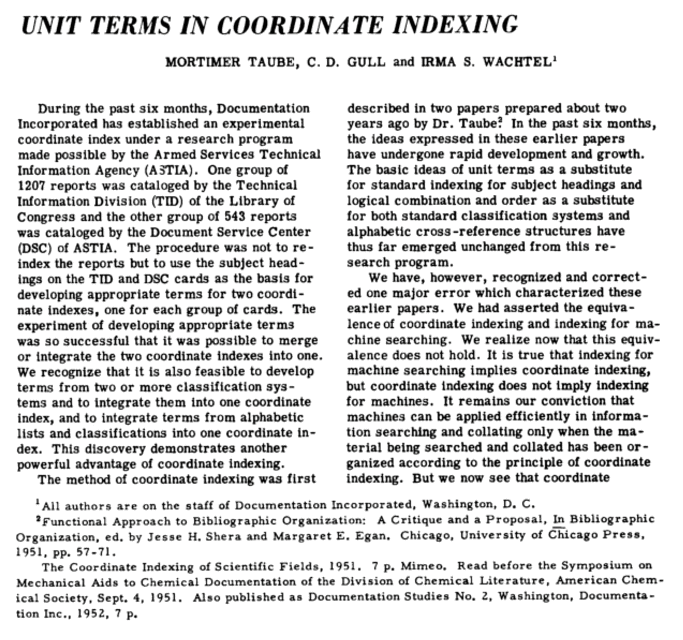 UNIT TERMS IN COORDINATE INDEXING
MORTIMER TAUBE, C. D. GULL and IRMA S. WACHTEL¹
During the past six months, Documentation
Incorporated has established an experimental
coordinate index under a research program
made possible by the Armed Services Technical
Information Agency (ASTIA). One group of
1207 reports was cataloged by the Technical
Information Division (TID) of the Library of
Congress and the other group of 543 reports
was cataloged by the Document Service Center
(DSC) of ASTIA. The procedure was not to re-
index the reports but to use the subject head-
ings on the TID and DSC cards as the basis for
developing appropriate terms for two coordi-
nate indexes, one for each group of cards. The
experiment of developing appropriate terms
was so successful that it was possible to merge
or integrate the two coordinate indexes into one.
We recognize that it is also feasible to develop
terms from two or more classification sys-
tems and to integrate them into one coordinate
index, and to integrate terms from alphabetic
lists and classifications into one coordinate in-
dex. This discovery demonstrates another
powerful advantage of coordinate indexing.
The method of coordinate indexing was first
described in two papers prepared about two
years ago by Dr. Taube.² In the past six months,
the ideas expressed in these earlier papers
have undergone rapid development and growth.
The basic ideas of unit terms as a substitute
for standard indexing for subject headings and
logical combination and order as a substitute
for both standard classification systems and
alphabetic cross-reference structures have
thus far emerged unchanged from this re-
search program.
We have, however, recognized and correct-
ed one major error which characterized these
earlier papers. We had asserted the equiva-
lence of coordinate indexing and indexing for ma-
chine searching. We realize now that this equiv-
alence does not hold. It is true that indexing for
machine searching implies coordinate indexing,
but coordinate indexing does not imply indexing
for machines. It remains our conviction that
machines can be applied efficiently in informa-
tion searching and collating only when the ma-
terial being searched and collated has been or-
ganized according to the principle of coordinate
indexing. But we now see that coordinate
¹All authors are on the staff of Documentation Incorporated, Washington, D. C.
²Functional Approach to Bibliographic Organization: A Critique and a Proposal, In Bibliographic
Organization, ed. by Jesse H. Shera and Margaret E. Egan. Chicago, University of Chicago Press,
1951, pp. 57-71.
The Coordinate Indexing of Scientific Fields, 1951. 7 p. Mimeo. Read before the Symposium on
Mechanical Aids to Chemical Documentation of the Division of Chemical Literature, American Chem-
ical Society, Sept. 4, 1951. Also published as Documentation Studies No. 2, Washington, Documenta-
tion Inc., 1952, 7 p.